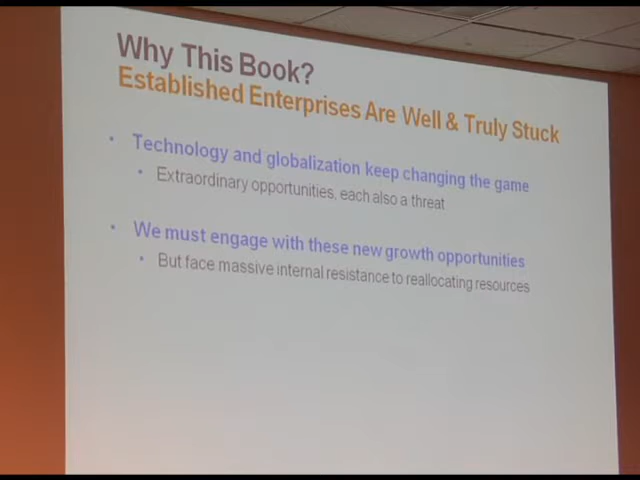 Why This Book?
Established Enterprises Are Well & Truly Stuck
• Technology and globalization keep changing the game
• Extraordinary opportunities, each also a threat
• We must engage with these new growth opportunities
• But face massive internal resistance to reallocating resources